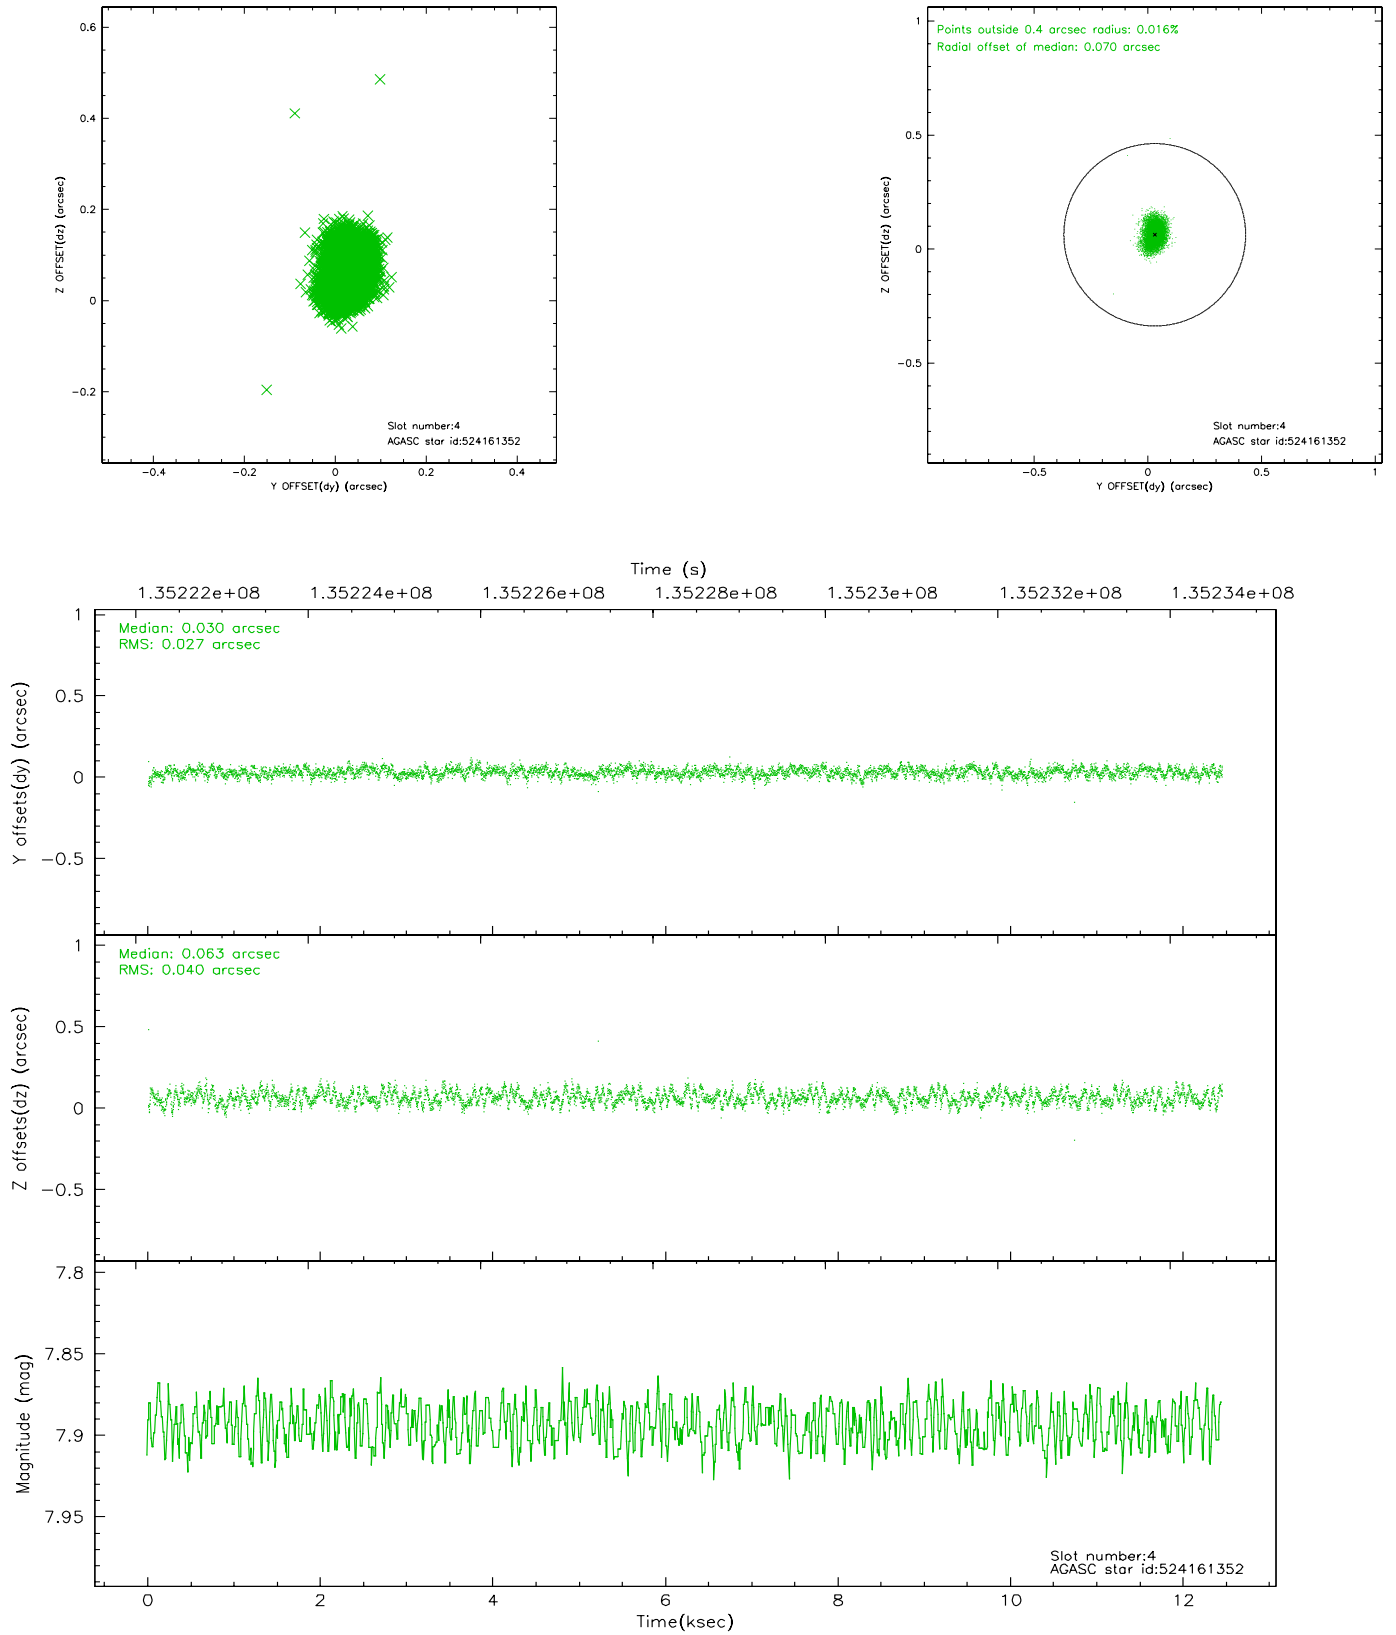 0.6
0.4
0.2
0
−0.2
Z OFFSET(dz) (arcsec)
Slot number:4
AGASC star id:524161352
−0.4 −0.2 0 0.2 0.4
Y OFFSET(dy) (arcsec)
Points outside 0.4 arcsec radius: 0.016%
Radial offset of median: 0.070 arcsec
1
0.5
0
−0.5
Z OFFSET(dz) (arcsec)
Slot number:4
AGASC star id:524161352
−0.5 0 0.5 1
Y OFFSET(dy) (arcsec)
Time (s)
1.35222e+08 1.35224e+08 1.35226e+08 1.35228e+08 1.3523e+08 1.35232e+08 1.35234e+08
Median: 0.030 arcsec
RMS: 0.027 arcsec
1
0.5
0
−0.5
Y offsets(dy) (arcsec)
Median: 0.063 arcsec
RMS: 0.040 arcsec
1
0.5
0
−0.5
Z offsets(dz) (arcsec)
7.8
7.85
7.9
7.95
Magnitude (mag)
Slot number:4
AGASC star id:524161352
0 2 4 6 8 10 12
Time(ksec)